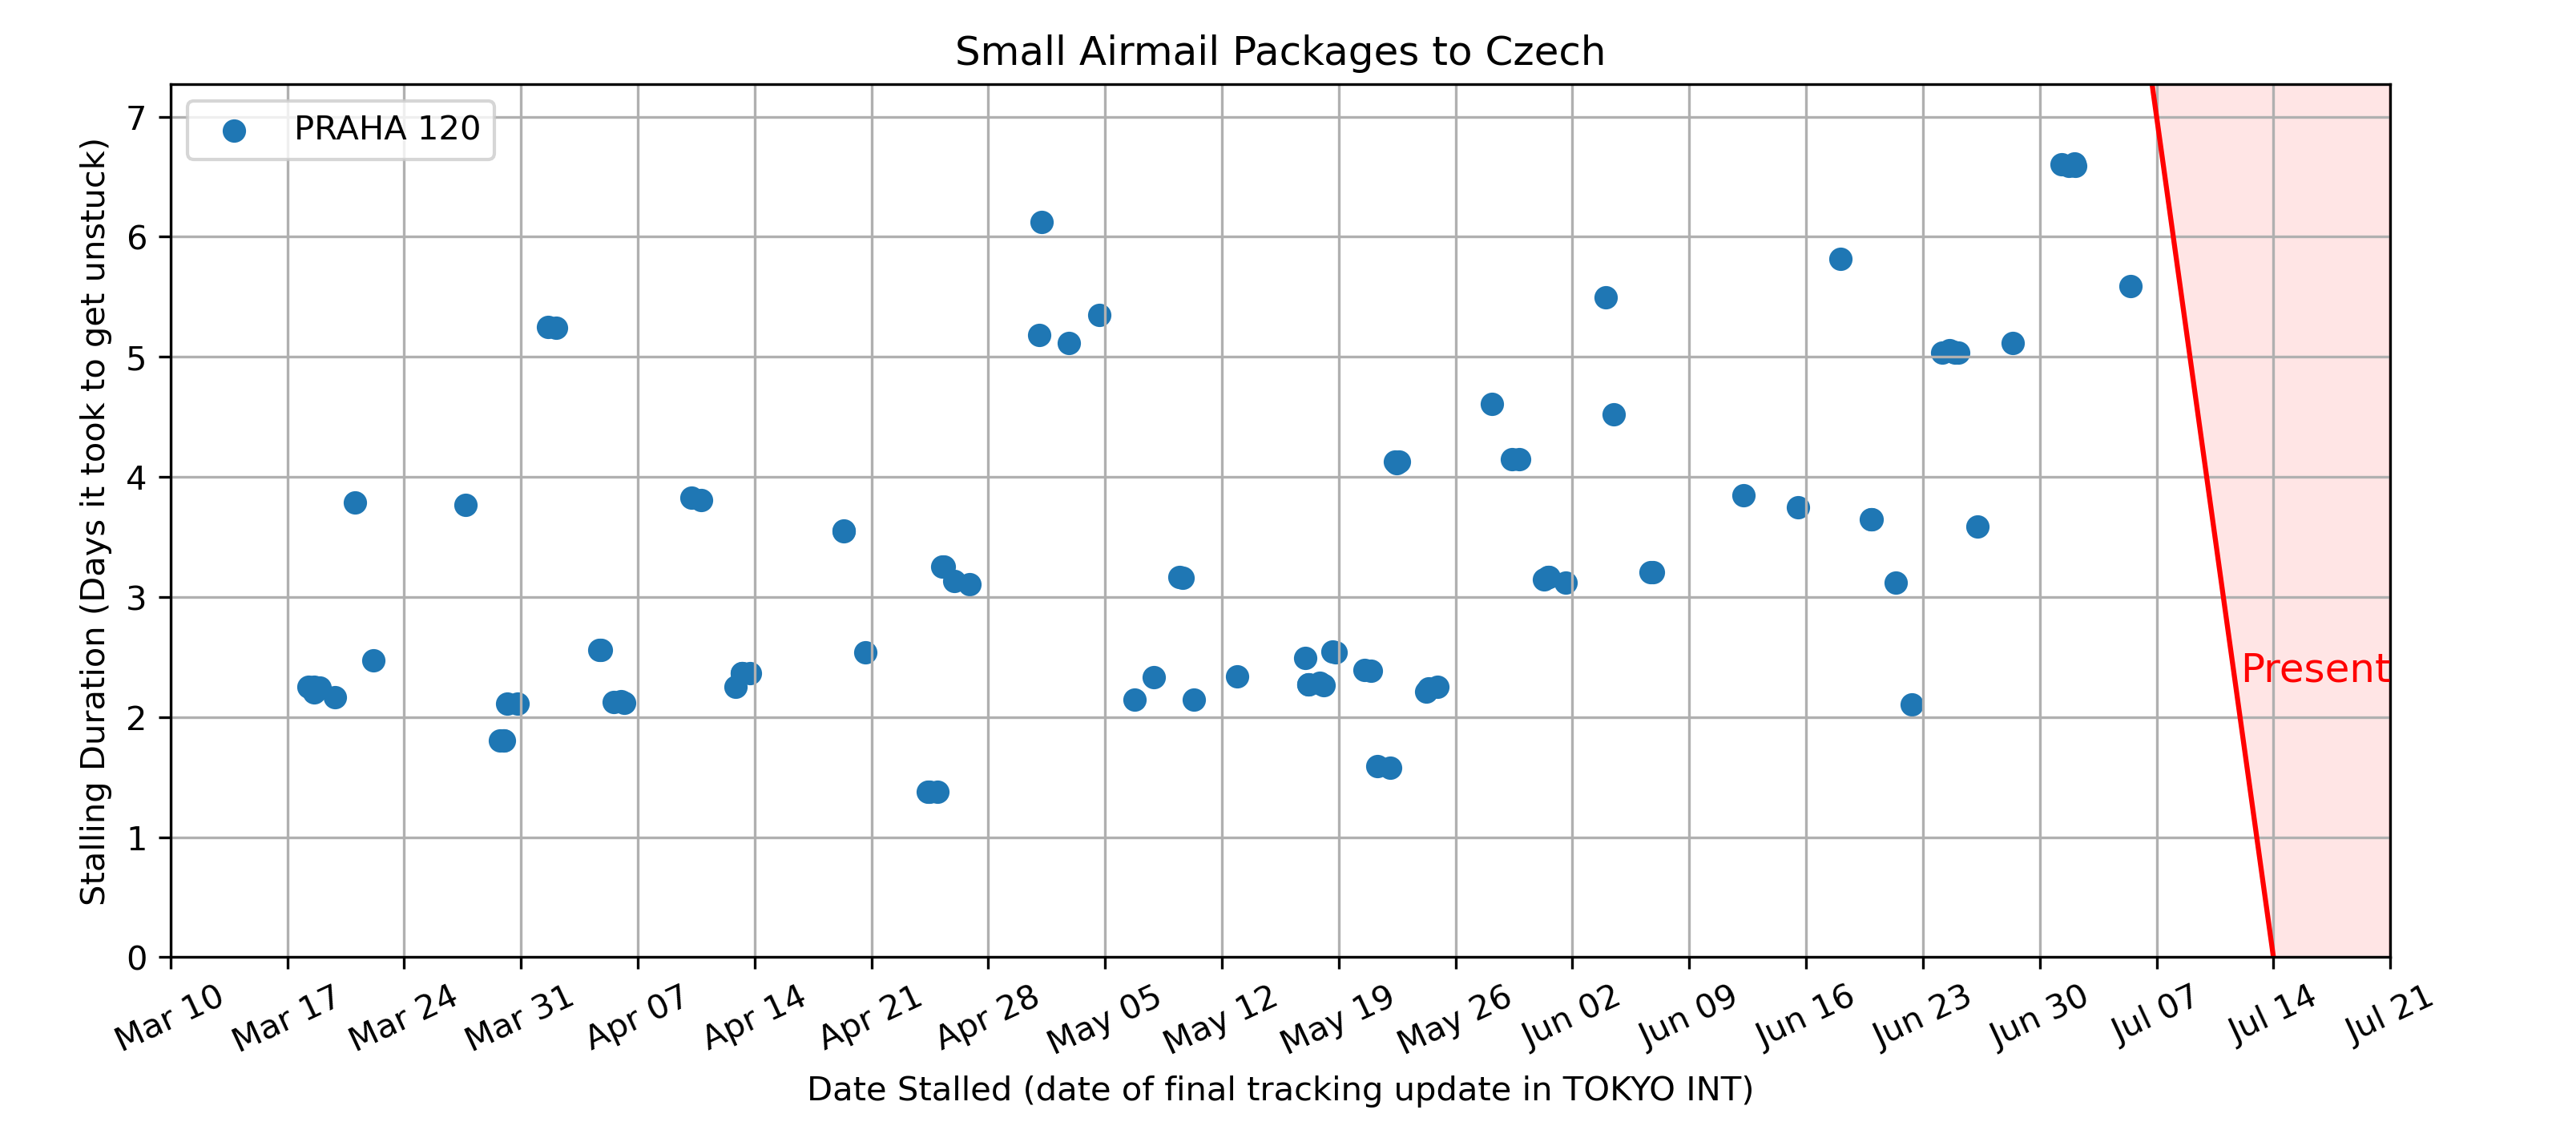 Small Airmail Packages to Czech
PRAHA 120
Stalling Duration (Days it took to get unstuck)
7
6
5
4
3
2
1
0
Present
Mar 10
Mar 17
Mar 24
Mar 31
Apr 07
Apr 14
Apr 21
Apr 28
May 05
May 12
May 19
May 26
Jun 02
Jun 09
Jun 16
Jun 23
Jun 30
Jul 07
Jul 14
Jul 21
Date Stalled (date of final tracking update in TOKYO INT)